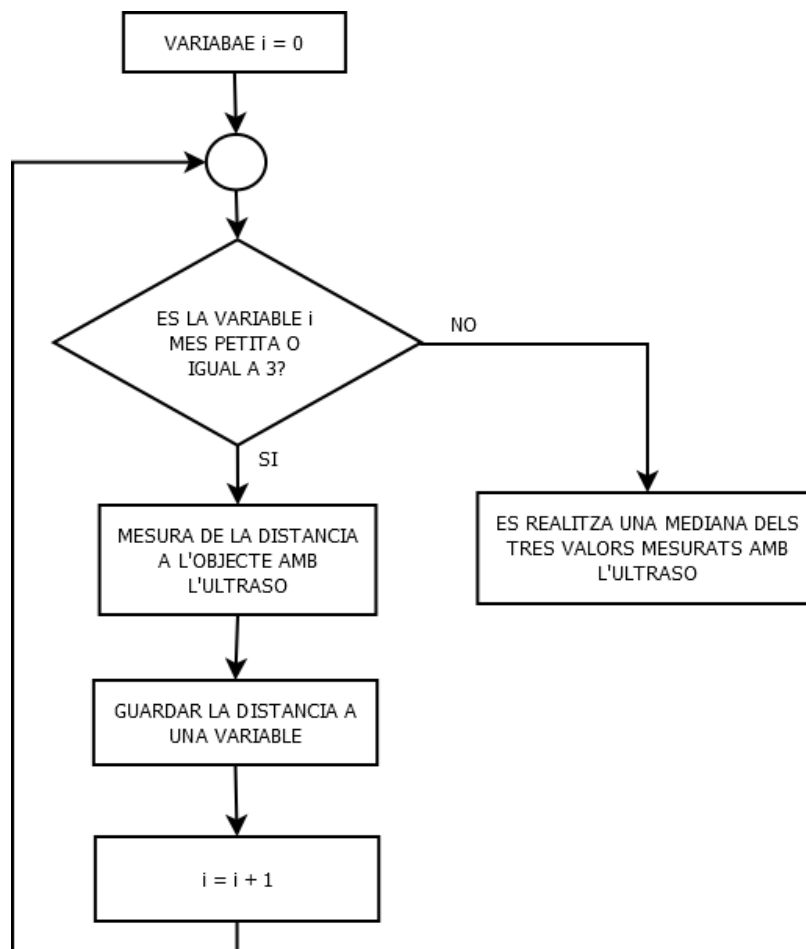 VARIABAE i = 0
ES LA VARIABLE i
MES PETITA O
IGUAL A 3?
NO
SI
MESURA DE LA DISTANCIA
A L'OBJECTE AMB
L'ULTRASO
ES REALITZA UNA MEDIANA DELS
TRES VALORS MESURATS AMB
L'ULTRASO
GUARDAR LA DISTANCIA A
UNA VARIABLE
i = i + 1